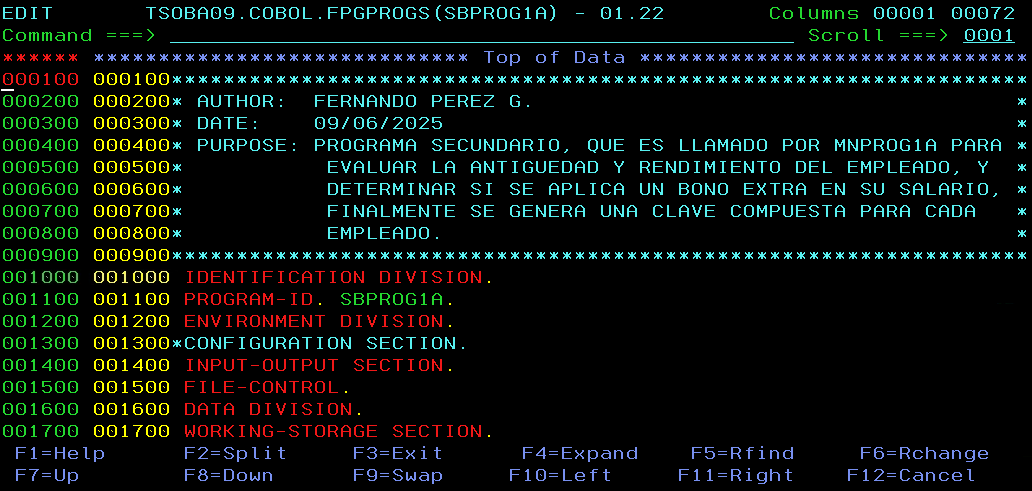 EDIT       TSOBA09.COBOL.FPGPROGS(SBPROG1A) - 01.22        Columns 00001 00072
Command ===>                                                  Scroll ===> 0001
****** ***************************** Top of Data ******************************
000100 000100******************************************************************
000200 000200* AUTHOR:  FERNANDO PEREZ G.                                     *
000300 000300* DATE:    09/06/2025                                            *
000400 000400* PURPOSE: PROGRAMA SECUNDARIO, QUE ES LLAMADO POR MNPROG1A PARA *
000500 000500*           EVALUAR LA ANTIGUEDAD Y RENDIMIENTO DEL EMPLEADO, Y  *
000600 000600*           DETERMINAR SI SE APLICA UN BONO EXTRA EN SU SALARIO, *
000700 000700*           FINALMENTE SE GENERA UNA CLAVE COMPUESTA PARA CADA   *
000800 000800*           EMPLEADO.                                            *
000900 000900******************************************************************
001000 001000 IDENTIFICATION DIVISION.
001100 001100 PROGRAM-ID. SBPROG1A.
001200 001200 ENVIRONMENT DIVISION.
001300 001300*CONFIGURATION SECTION.
001400 001400 INPUT-OUTPUT SECTION.
001500 001500 FILE-CONTROL.
001600 001600 DATA DIVISION.
001700 001700 WORKING-STORAGE SECTION.
F1=Help      F2=Split     F3=Exit      F4=Expand    F5=Rfind     F6=Rchange
F7=Up        F8=Down      F9=Swap     F10=Left     F11=Right    F12=Cancel